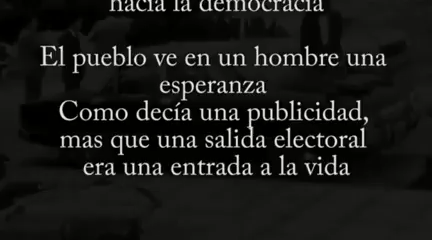 hacia la democracia
El pueblo ve en un hombre una
esperanza
Como decía una publicidad,
mas que una salida electoral
era una entrada a la vida